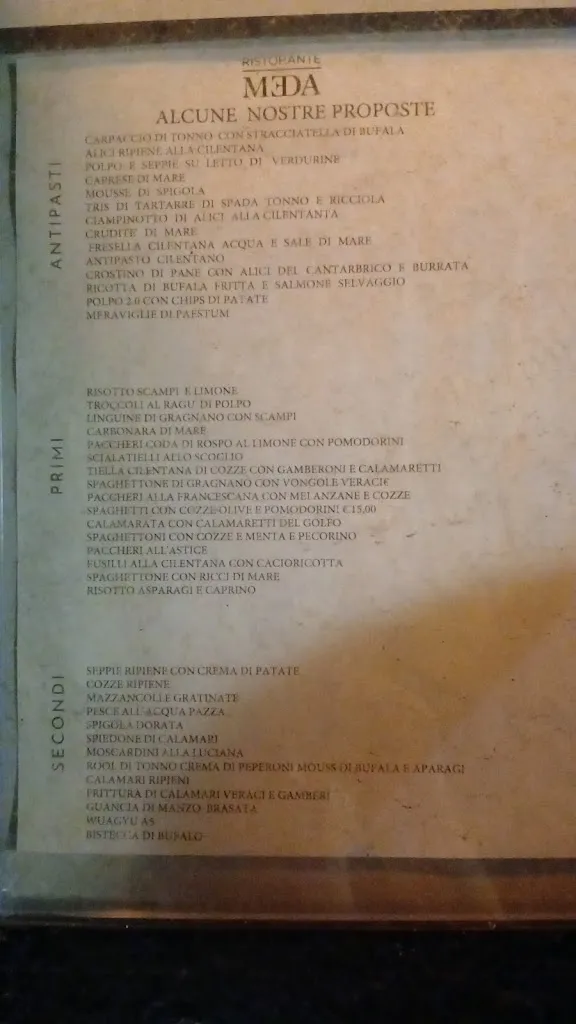 RISTORANTE
MEDA
ALCUNE NOSTRE PROPOSTE
ANTIPASTI
CARPACCIO DI TONNO CON STRACCIATELLA DI BUFALA
ALICI RIPIENE ALLA CILENTANA
POLPO E SEPPIE SU LETTO DI VERDURINE
CAPRESE DI MARE
MOUSSE DI SPIGOLA
TRIS DI TARTARRE DI SPADA TONNO E RICCIOLA
CIAMPINOTTO DI ALICI ALLA CILENTANTA
CRUDITE' DI MARE
FRESELLA CILENTANA ACQUA E SALE DI MARE
ANTIPASTO CILENTANO
CROSTINO DI PANE CON ALICI DEL CANTARBRICO E BURRATA
RICOTTA DI BUFALA FRITTA E SALMONE SELVAGGIO
POLPO 2.0 CON CHIPS DI PATATE
MERAVIGLIE DI PAESTUM
PRIMI
RISOTTO SCAMPI E LIMONE
TROCCOLI AL RAGU' DI POLPO
LINGUINE DI GRAGNANO CON SCAMPI
CARBONARA DI MARE
PACCHERI CODA DI ROSPO AL LIMONE CON POMODORINI
SCIALATIELLI ALLO SCOGLIO
TIELLA CILENTANA DI COZZE CON GAMBERONI E CALAMARETTI
SPAGHETTONE DI GRAGNANO CON VONGOLE VERACI€
PACCHERI ALLA FRANCESCANA CON MELANZANE E COZZE
SPAGHETTI CON COZZE OLIVE E POMODORINI €15,00
CALAMARATA CON CALAMARETTI DEL GOLFO
SPAGHETTONI CON COZZE E MENTA E PECORINO
PACCHERI ALL'ASTICE
FUSILLI ALLA CILENTANA CON CACIORICOTTA
SPAGHETTONE CON RICCI DI MARE
RISOTTO ASPARAGI E CAPRINO
SECONDI
SEPPIE RIPIENE CON CREMA DI PATATE
COZZE RIPIENE
MAZZANCOLLE GRATINATE
PESCE ALL'ACQUA PAZZA
SPIGOLA DORATA
SPIEDONE DI CALAMARI
MOSCARDINI ALLA LUCIANA
ROOL DI TONNO CREMA DI PEPERONI MOUSS DI BUFALA E APARAGI
CALAMARI RIPIENI
FRITTURA DI CALAMARI VERACI E GAMBERI
GUANCIA DI MANZO BRASATA
WUAGYU A5
BISTECCA DI BUFALO